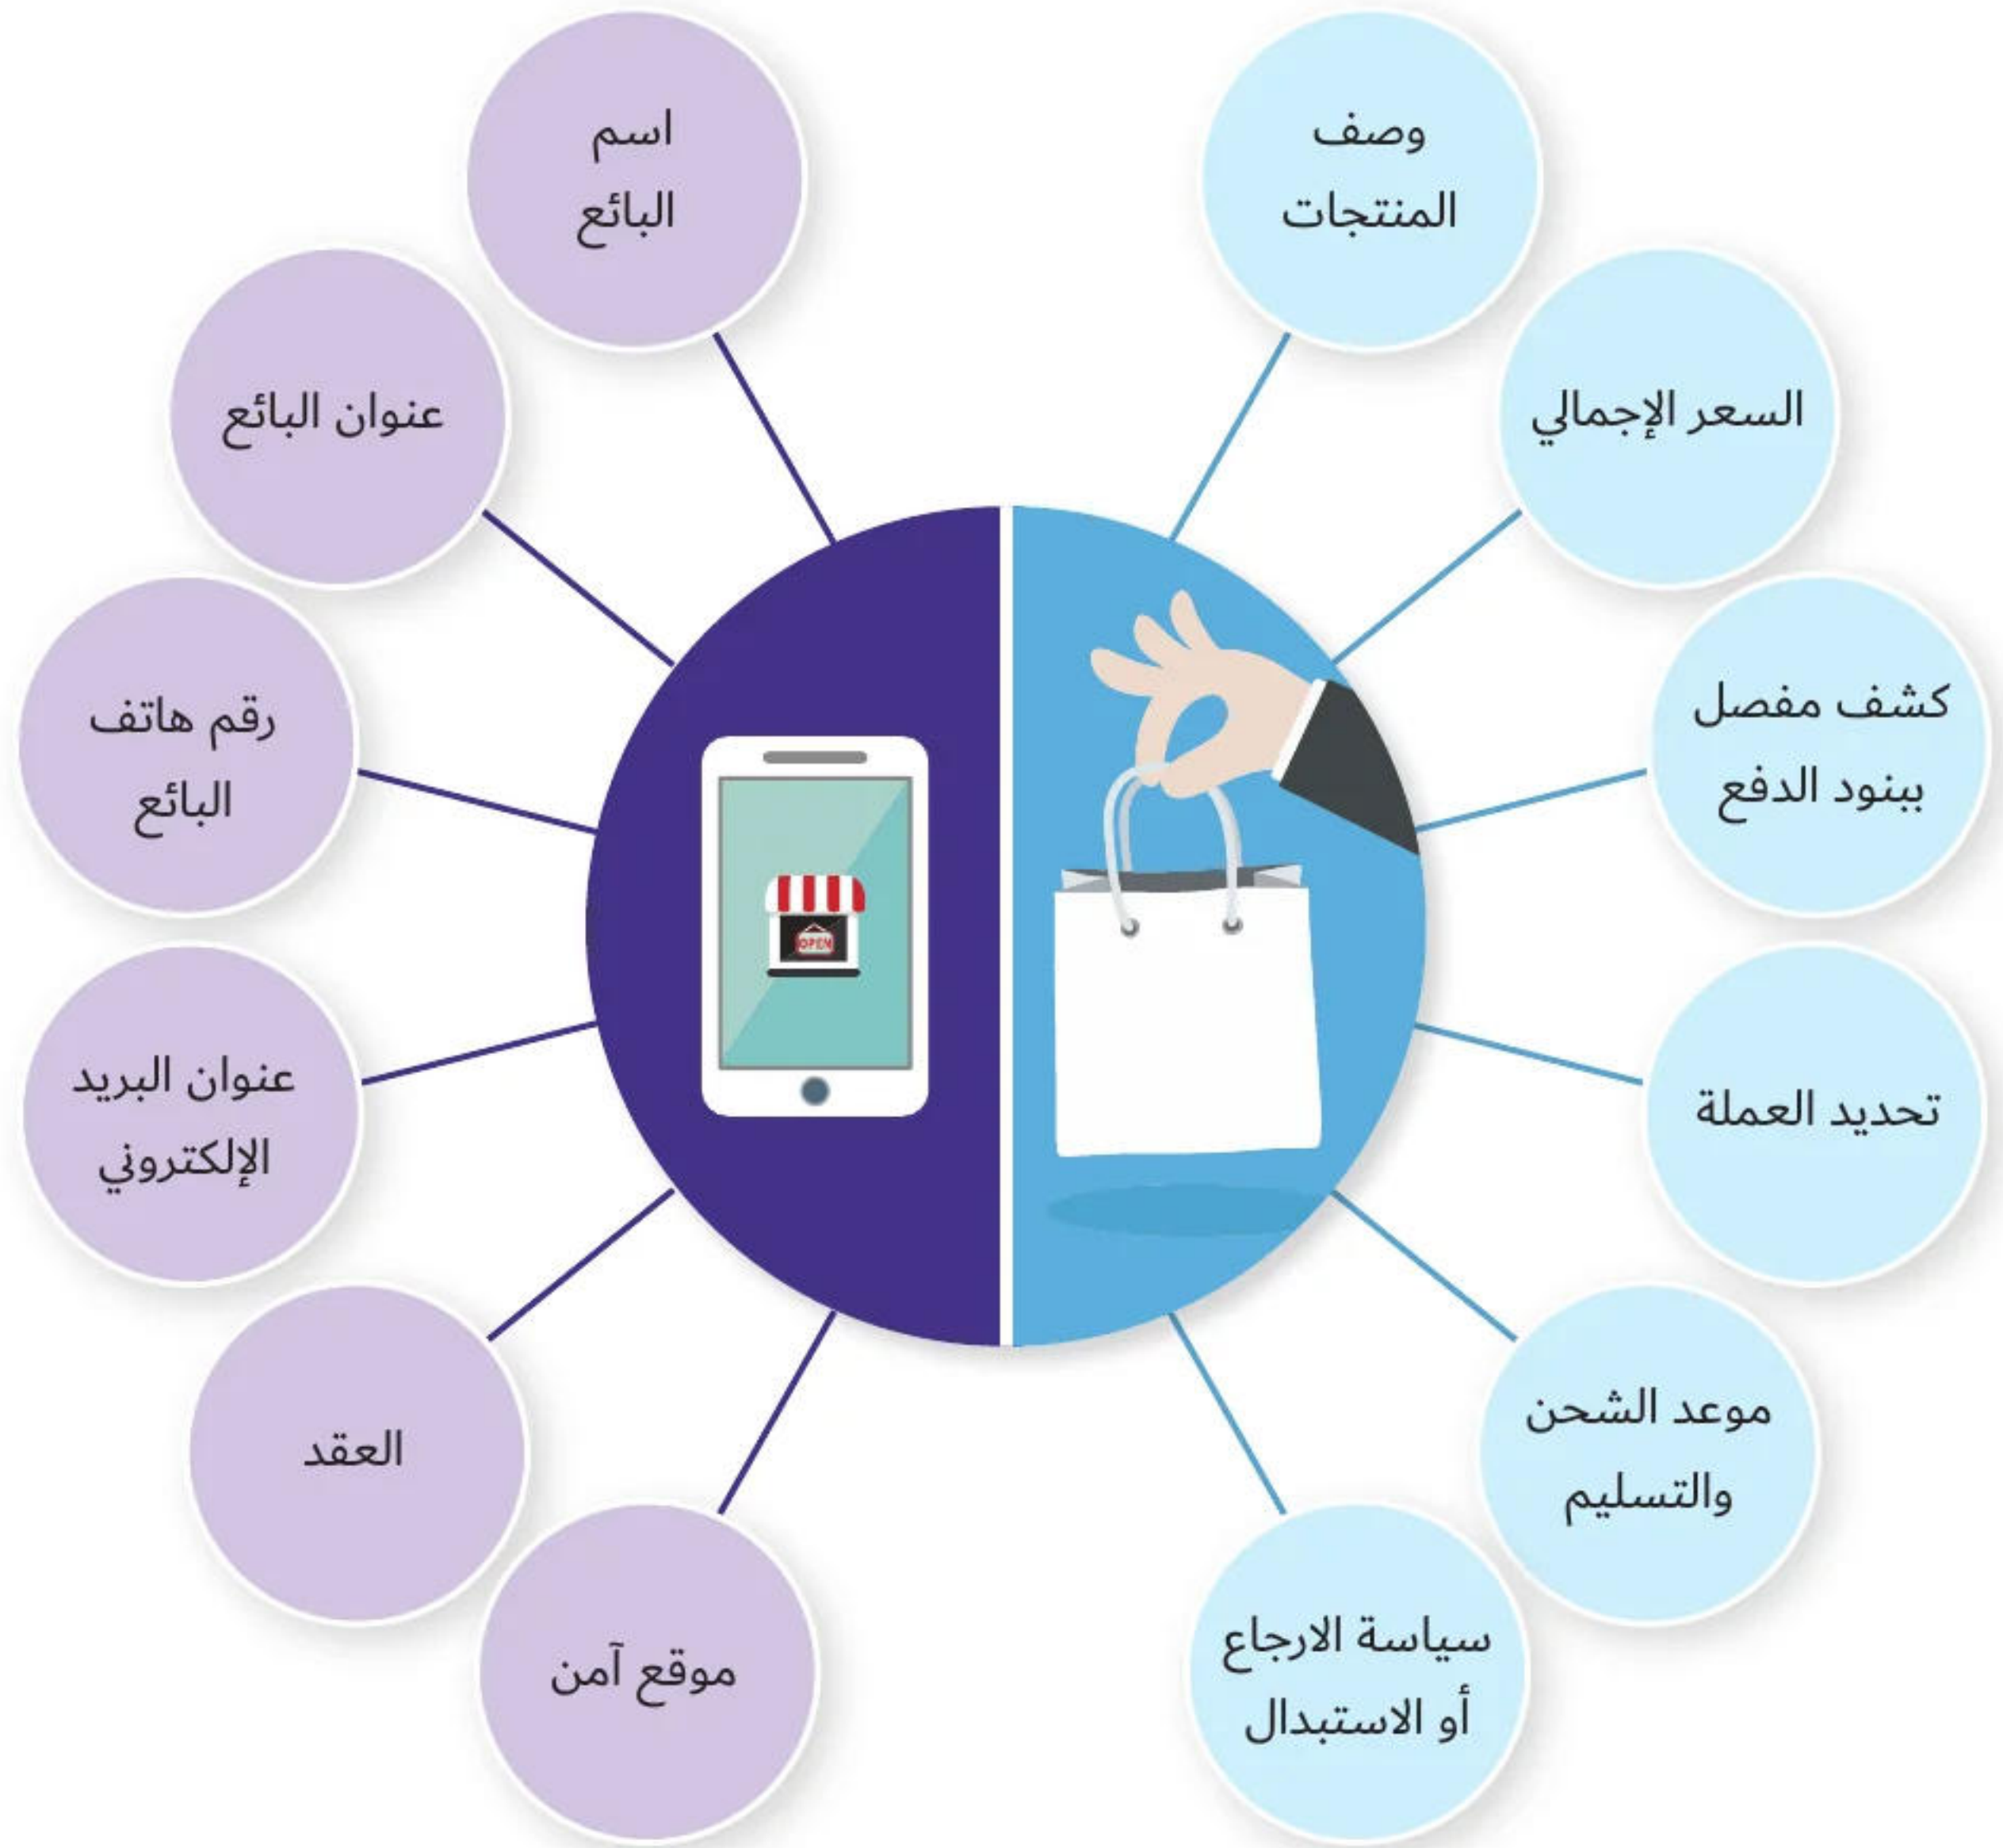 وصف
المنتجات
السعر الإجمالي
كشف مفصل
ببنود الدفع
تحديد العملة
موعد الشحن
والتسليم
سياسة الارجاع
أو الاستبدال
اسم
البائع
عنوان البائع
رقم هاتف
البائع
عنوان البريد
الإلكتروني
العقد
موقع آمن
OPEN